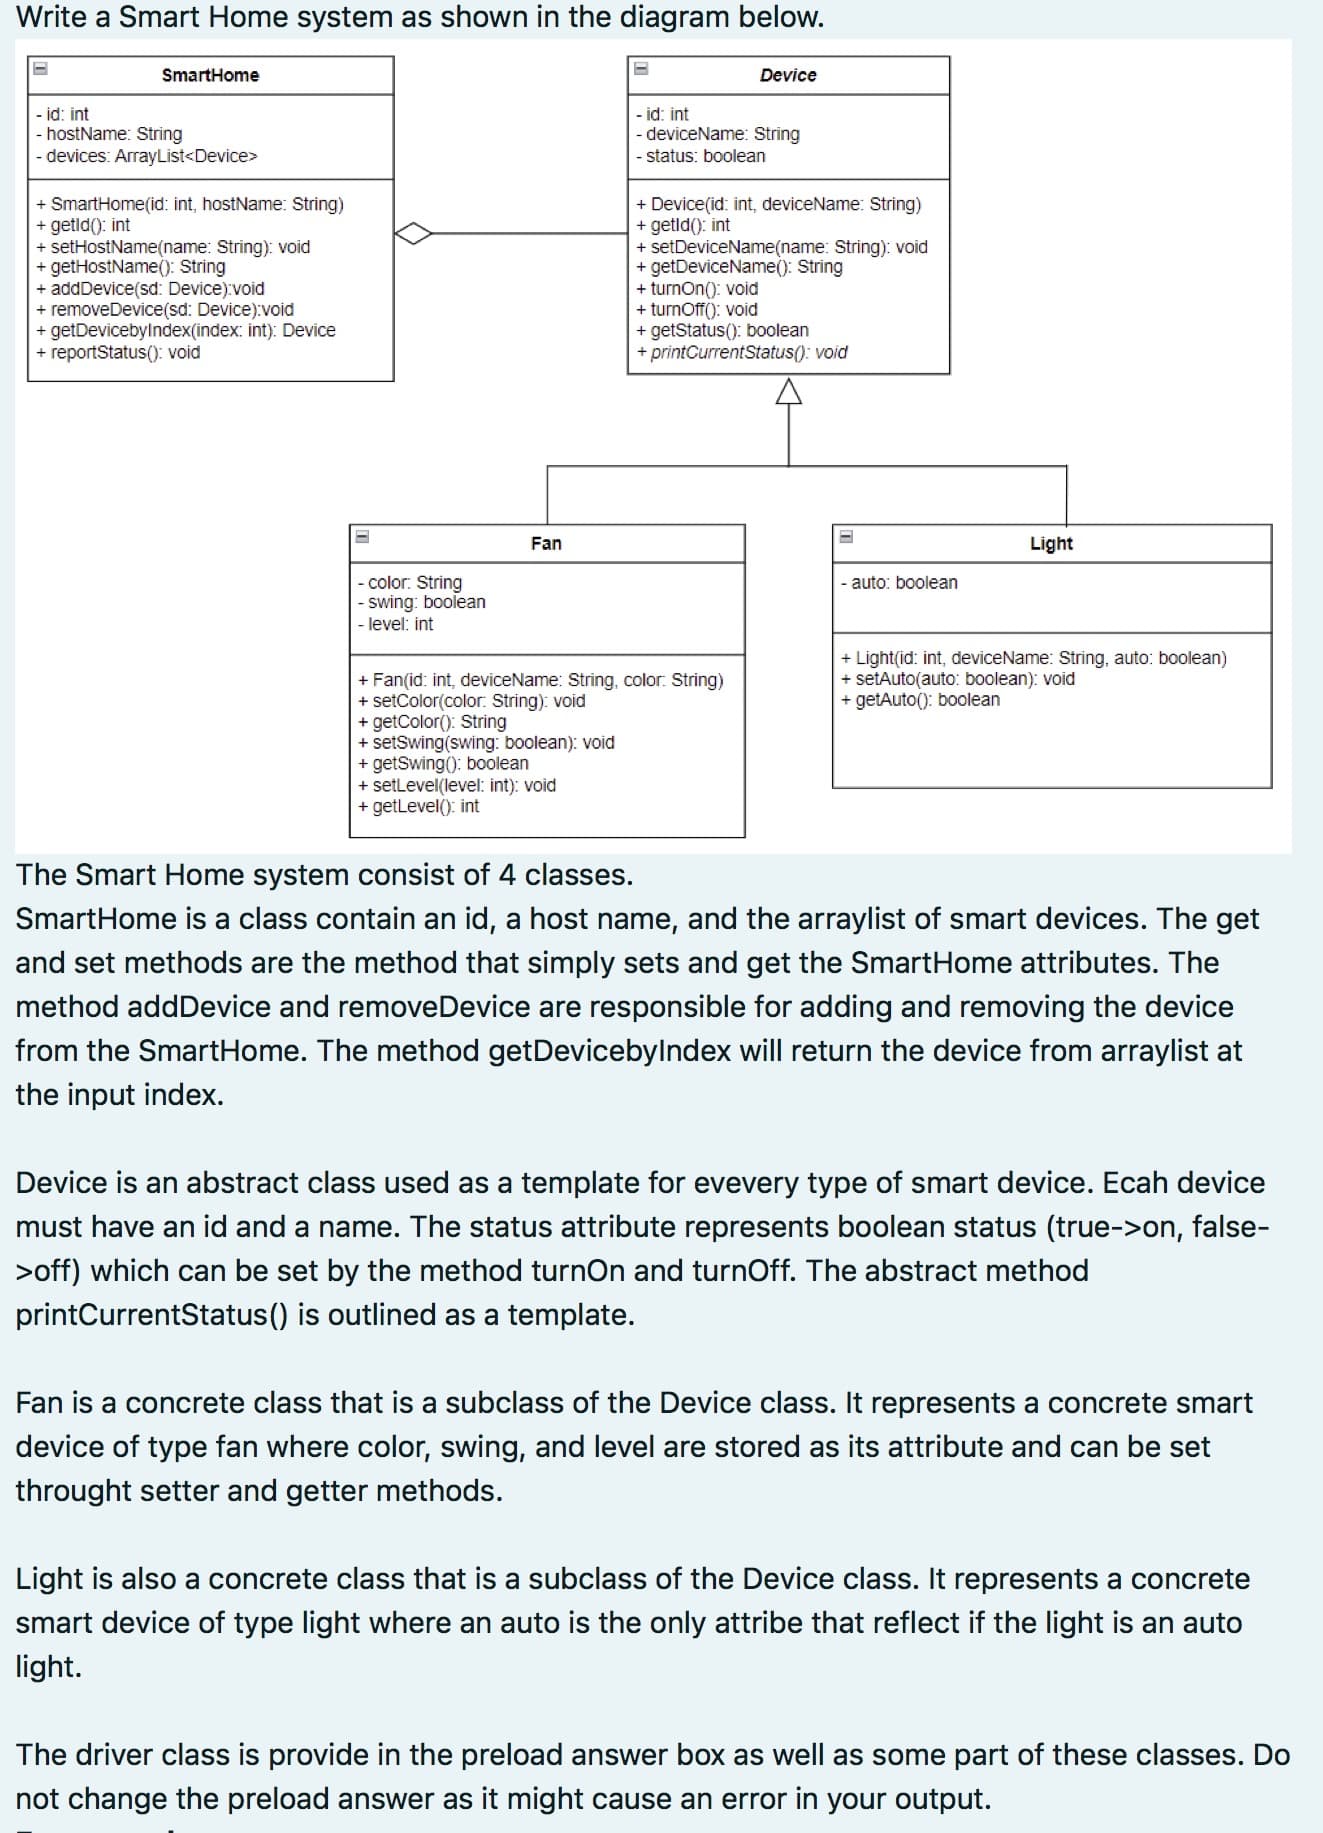 Write a Smart Home system as shown in the diagram below.
SmartHome
- id: int
- hostName: String
- devices: ArrayList<Device>
+ SmartHome(id: int, hostName: String)
+ getId(): int
+ setHostName(name: String): void
+ getHostName(): String
+ addDevice(sd: Device):void
+ removeDevice(sd: Device):void
+ getDevicebyIndex(index: int): Device
+ reportStatus(): void
Device
- id: int
- deviceName: String
- status: boolean
+ Device(id: int, deviceName: String)
+ getId(): int
+ setDeviceName(name: String): void
+ getDeviceName(): String
+ turnOn(): void
+ turnOff(): void
+ getStatus(): boolean
+ printCurrentStatus(): void
Fan
- color: String
- swing: boolean
- level: int
+ Fan(id: int, deviceName: String, color: String)
+ setColor(color: String): void
+ getColor(): String
+ setSwing(swing: boolean): void
+ getSwing(): boolean
+ setLevel(level: int): void
+ getLevel(): int
Light
- auto: boolean
+ Light(id: int, deviceName: String, auto: boolean)
+ setAuto(auto: boolean): void
+ getAuto(): boolean
The Smart Home system consist of 4 classes.
SmartHome is a class contain an id, a host name, and the arraylist of smart devices. The get
and set methods are the method that simply sets and get the SmartHome attributes. The
method addDevice and removeDevice are responsible for adding and removing the device
from the SmartHome. The method getDevicebyIndex will return the device from arraylist at
the input index.
Device is an abstract class used as a template for evevery type of smart device. Ecah device
must have an id and a name. The status attribute represents boolean status (true->on, false-
>off) which can be set by the method turnOn and turnOff. The abstract method
printCurrentStatus() is outlined as a template.
Fan is a concrete class that is a subclass of the Device class. It represents a concrete smart
device of type fan where color, swing, and level are stored as its attribute and can be set
throught setter and getter methods.
Light is also a concrete class that is a subclass of the Device class. It represents a concrete
smart device of type light where an auto is the only attribe that reflect if the light is an auto
light.
The driver class is provide in the preload answer box as well as some part of these classes. Do
not change the preload answer as it might cause an error in your output.